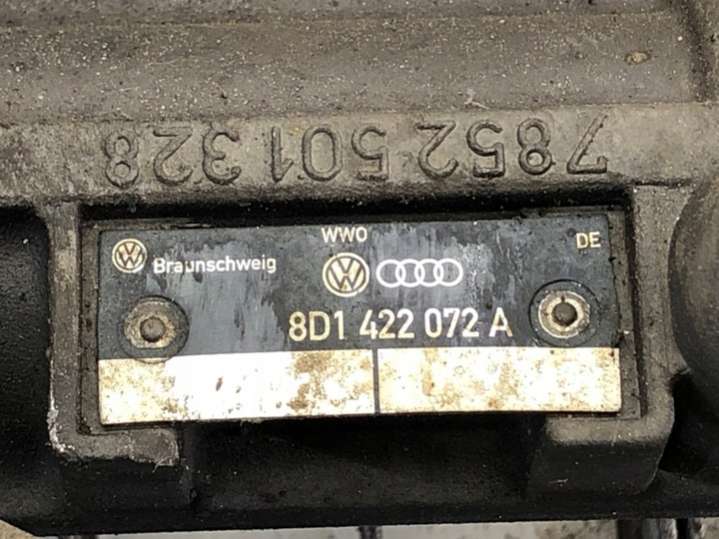 7852 501 328
WWO
DE
Braunschweig
8D1 422 072 A